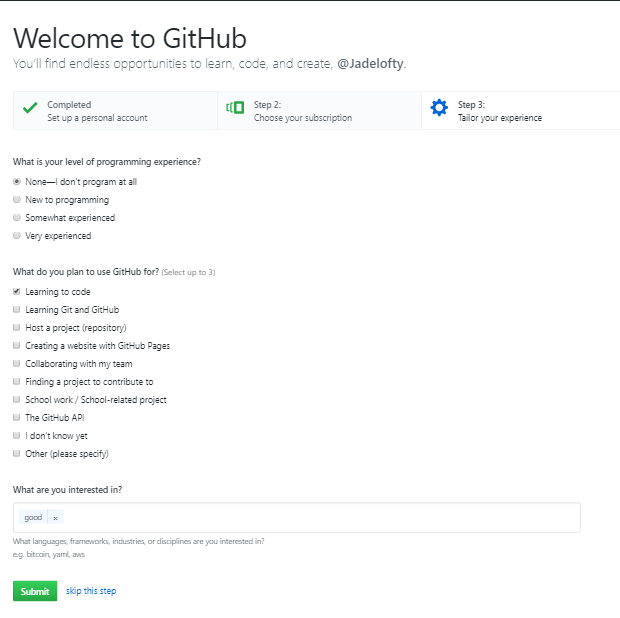 Welcome to GitHub
You'll find endless opportunities to learn, code, and create, @Jadelofty.
Completed
Set up a personal account
Step 2:
Choose your subscription
Step 3:
Tailor your experience
What is your level of programming experience?
None—I don't program at all
New to programming
Somewhat experienced
Very experienced
What do you plan to use GitHub for? (Select up to 3)
Learning to code
Learning Git and GitHub
Host a project (repository)
Creating a website with GitHub Pages
Collaborating with my team
Finding a project to contribute to
School work / School-related project
The GitHub API
I don't know yet
Other (please specify)
What are you interested in?
good ×
What languages, frameworks, industries, or disciplines are you interested in?
e.g. bitcoin, yaml, aws
Submit skip this step